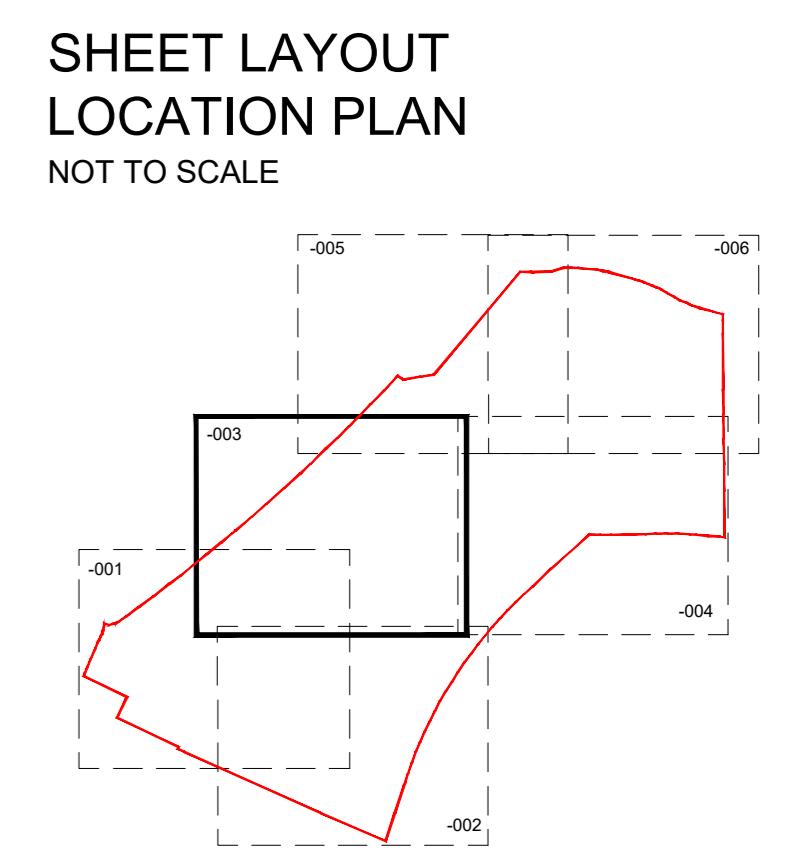 SHEET LAYOUT
LOCATION PLAN
NOT TO SCALE
-005
-006
-003
-001
-004
-002